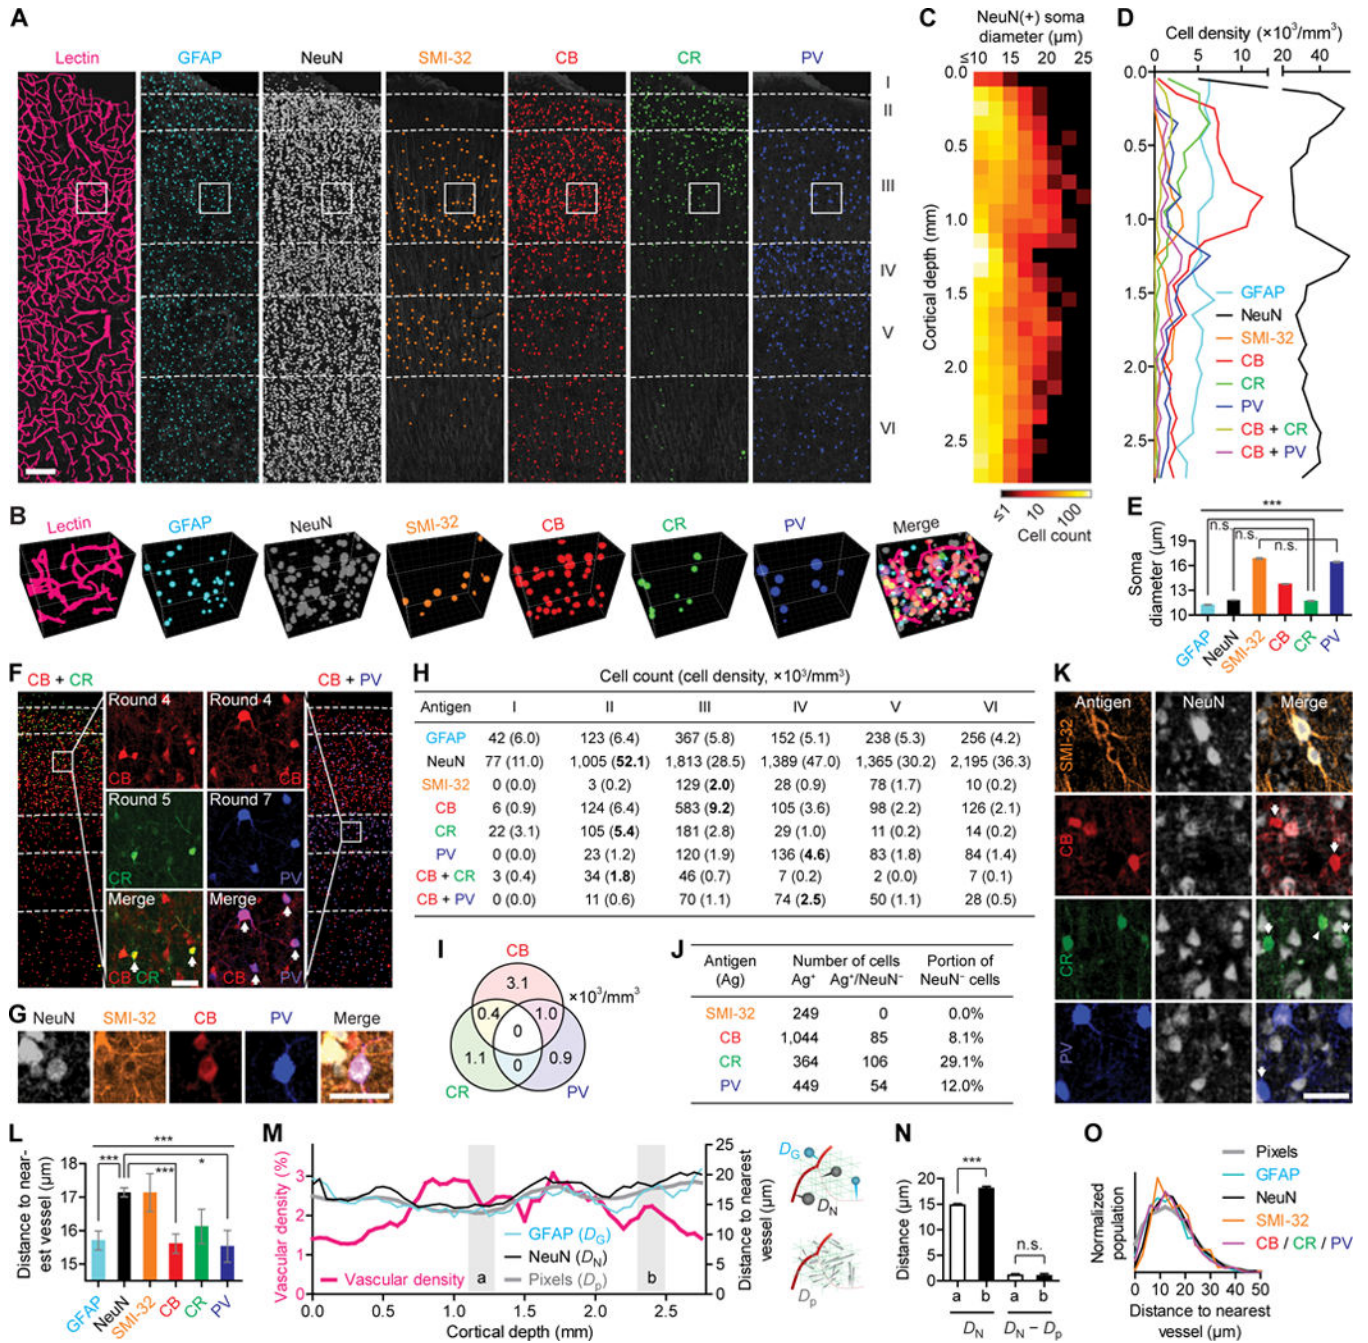 A
Lectin GFAP NeuN SMI-32 CB CR PV
I
II
III
IV
V
VI
B
Lectin GFAP NeuN SMI-32 CB CR PV Merge
C
NeuN(+) soma
diameter (μm)
≤10 15 20 25
0.0
0.5
1.0
1.5
2.0
2.5
Cortical depth (mm)
≤1 10 100
Cell count
D
Cell density (×10³/mm³)
0 5 10 20 40
0.0
0.5
1.0
1.5
2.0
2.5
GFAP
NeuN
SMI-32
CB
CR
PV
CB + CR
CB + PV
E
***
n.s.
n.s.
n.s.
Soma
diameter (μm)
19
16
13
10
GFAP NeuN SMI-32 CB CR PV
F
CB + CR CB + PV
Round 4 Round 4
CB CB
Round 5 Round 7
CR PV
Merge Merge
CB CR CB PV
G
NeuN SMI-32 CB PV Merge
H
Cell count (cell density, ×10³/mm³)
Antigen I II III IV V VI
GFAP 42 (6.0) 123 (6.4) 367 (5.8) 152 (5.1) 238 (5.3) 256 (4.2)
NeuN 77 (11.0) 1,005 (52.1) 1,813 (28.5) 1,389 (47.0) 1,365 (30.2) 2,195 (36.3)
SMI-32 0 (0.0) 3 (0.2) 129 (2.0) 28 (0.9) 78 (1.7) 10 (0.2)
CB 6 (0.9) 124 (6.4) 583 (9.2) 105 (3.6) 98 (2.2) 126 (2.1)
CR 22 (3.1) 105 (5.4) 181 (2.8) 29 (1.0) 11 (0.2) 14 (0.2)
PV 0 (0.0) 23 (1.2) 120 (1.9) 136 (4.6) 83 (1.8) 84 (1.4)
CB + CR 3 (0.4) 34 (1.8) 46 (0.7) 7 (0.2) 2 (0.0) 7 (0.1)
CB + PV 0 (0.0) 11 (0.6) 70 (1.1) 74 (2.5) 50 (1.1) 28 (0.5)
I
CB
3.1 ×10³/mm³
0.4 1.0
0
1.1 0.9
0
CR PV
J
Antigen Number of cells Portion of
(Ag) Ag⁺ Ag⁺/NeuN⁻ NeuN⁻ cells
SMI-32 249 0 0.0%
CB 1,044 85 8.1%
CR 364 106 29.1%
PV 449 54 12.0%
K
Antigen NeuN Merge
SMI-32
CB
CR
PV
L
***
*** *** *
Distance to near-
est vessel (μm)
18
17
16
15
GFAP NeuN SMI-32 CB CR PV
M
Vascular density (%)
3
2
1
0
25
20
15
10
5
0
Distance to nearest
vessel (μm)
GFAP (D_G)
NeuN (D_N)
Pixels (D_p)
Vascular density
a b
0.0 0.5 1.0 1.5 2.0 2.5
Cortical depth (mm)
D_G
D_N
D_p
N
***
n.s.
Distance (μm)
20
15
10
5
0
a b a b
D_N D_N − D_p
O
Pixels
GFAP
NeuN
SMI-32
CB / CR / PV
Normalized
population
0 10 20 30 40 50
Distance to nearest
vessel (μm)